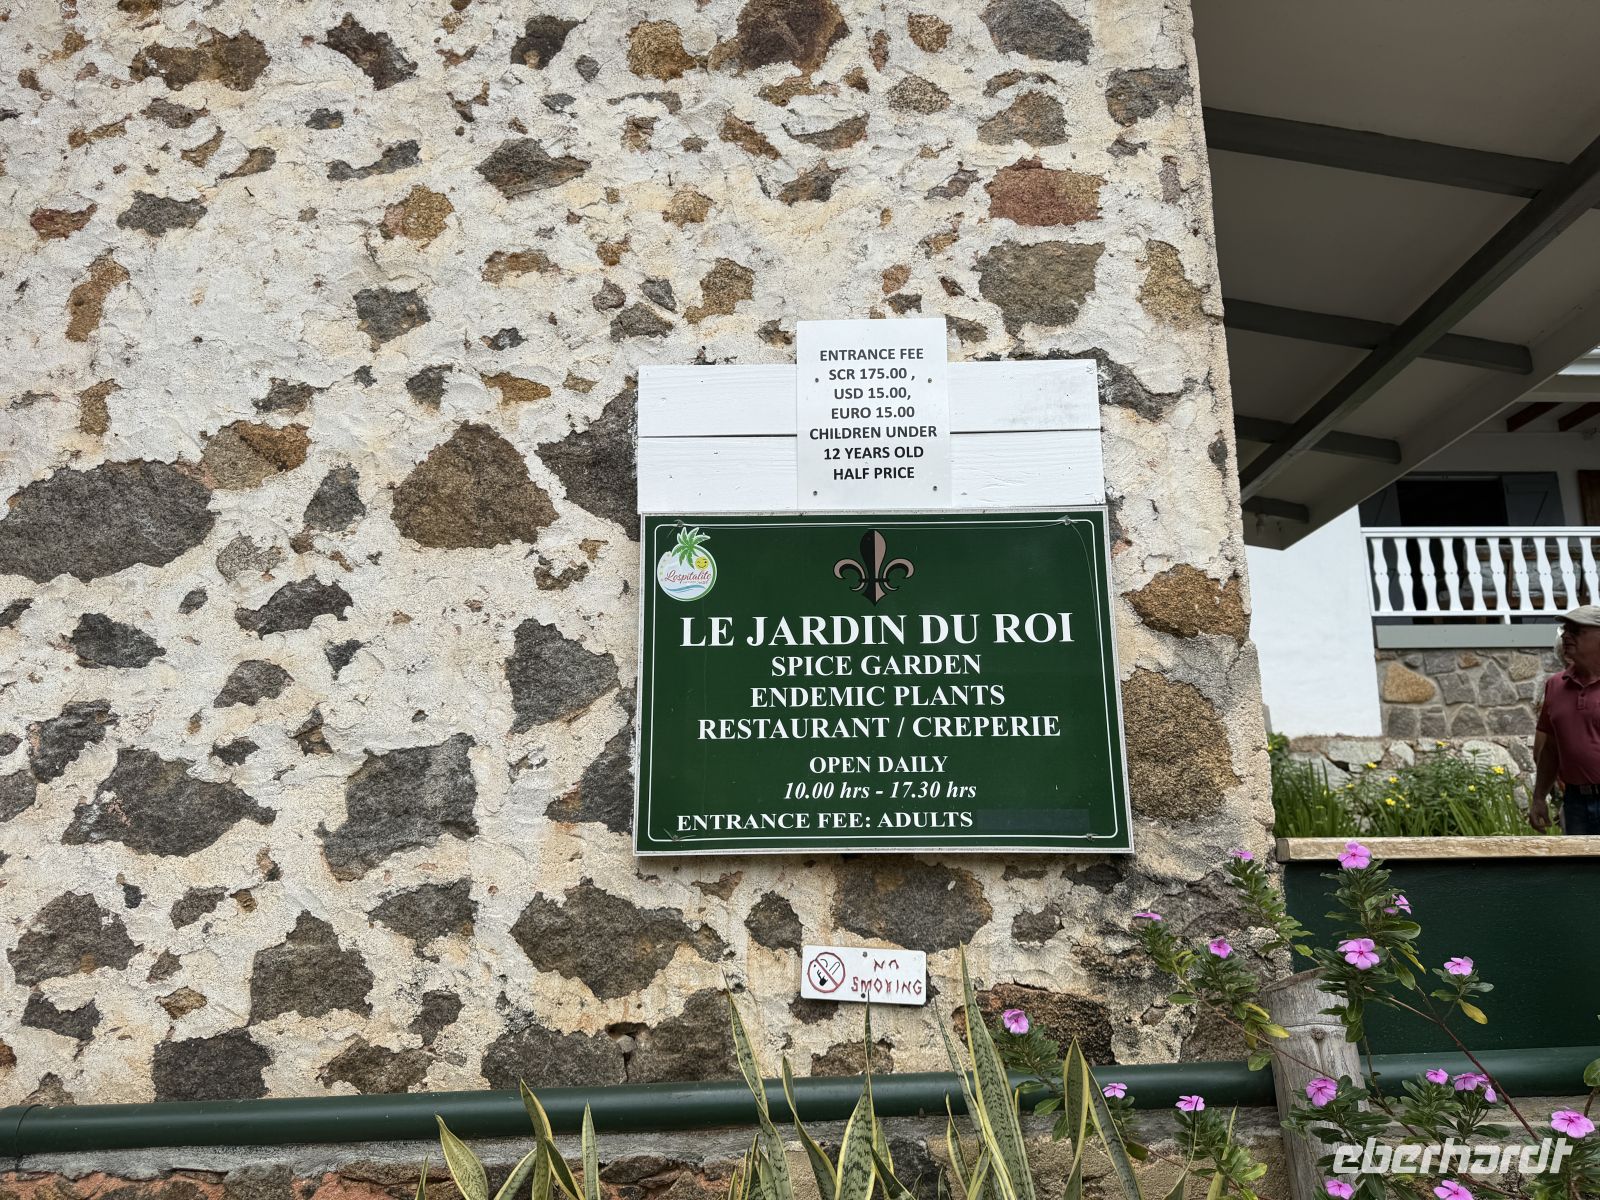 ENTRANCE FEE
SCR 175.00 ,
USD 15.00,
EURO 15.00
CHILDREN UNDER
12 YEARS OLD
HALF PRICE
Lospitalite
LE JARDIN DU ROI
SPICE GARDEN
ENDEMIC PLANTS
RESTAURANT / CREPERIE
OPEN DAILY
10.00 hrs - 17.30 hrs
ENTRANCE FEE: ADULTS
NO
SMOKING
eberhardt